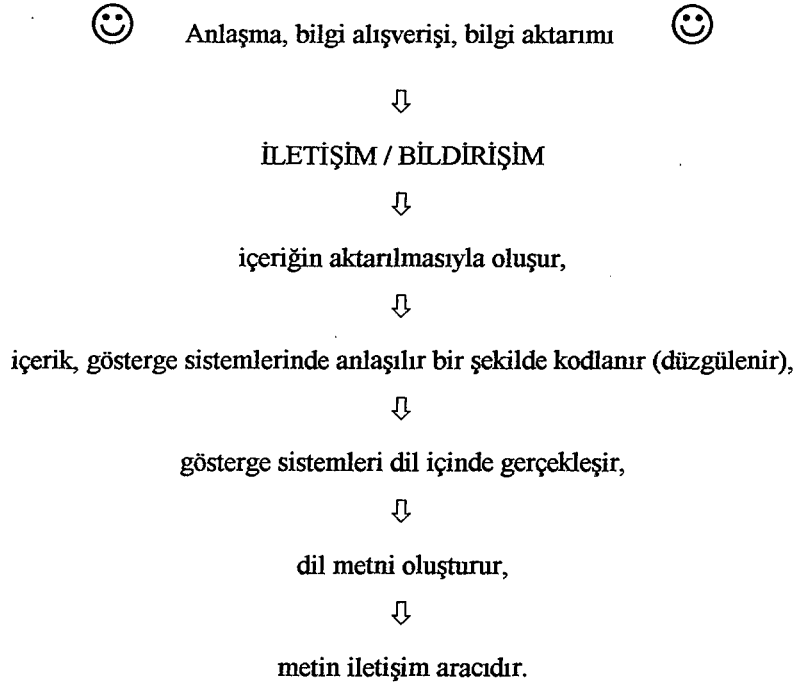 Anlaşma, bilgi alışverişi, bilgi aktarımı
İLETİŞİM / BİLDİRİŞİM
içeriğin aktarılmasıyla oluşur,
içerik, gösterge sistemlerinde anlaşılır bir şekilde kodlanır (düzgülenir),
gösterge sistemleri dil içinde gerçekleşir,
dil metni oluşturur,
metin iletişim aracıdır.